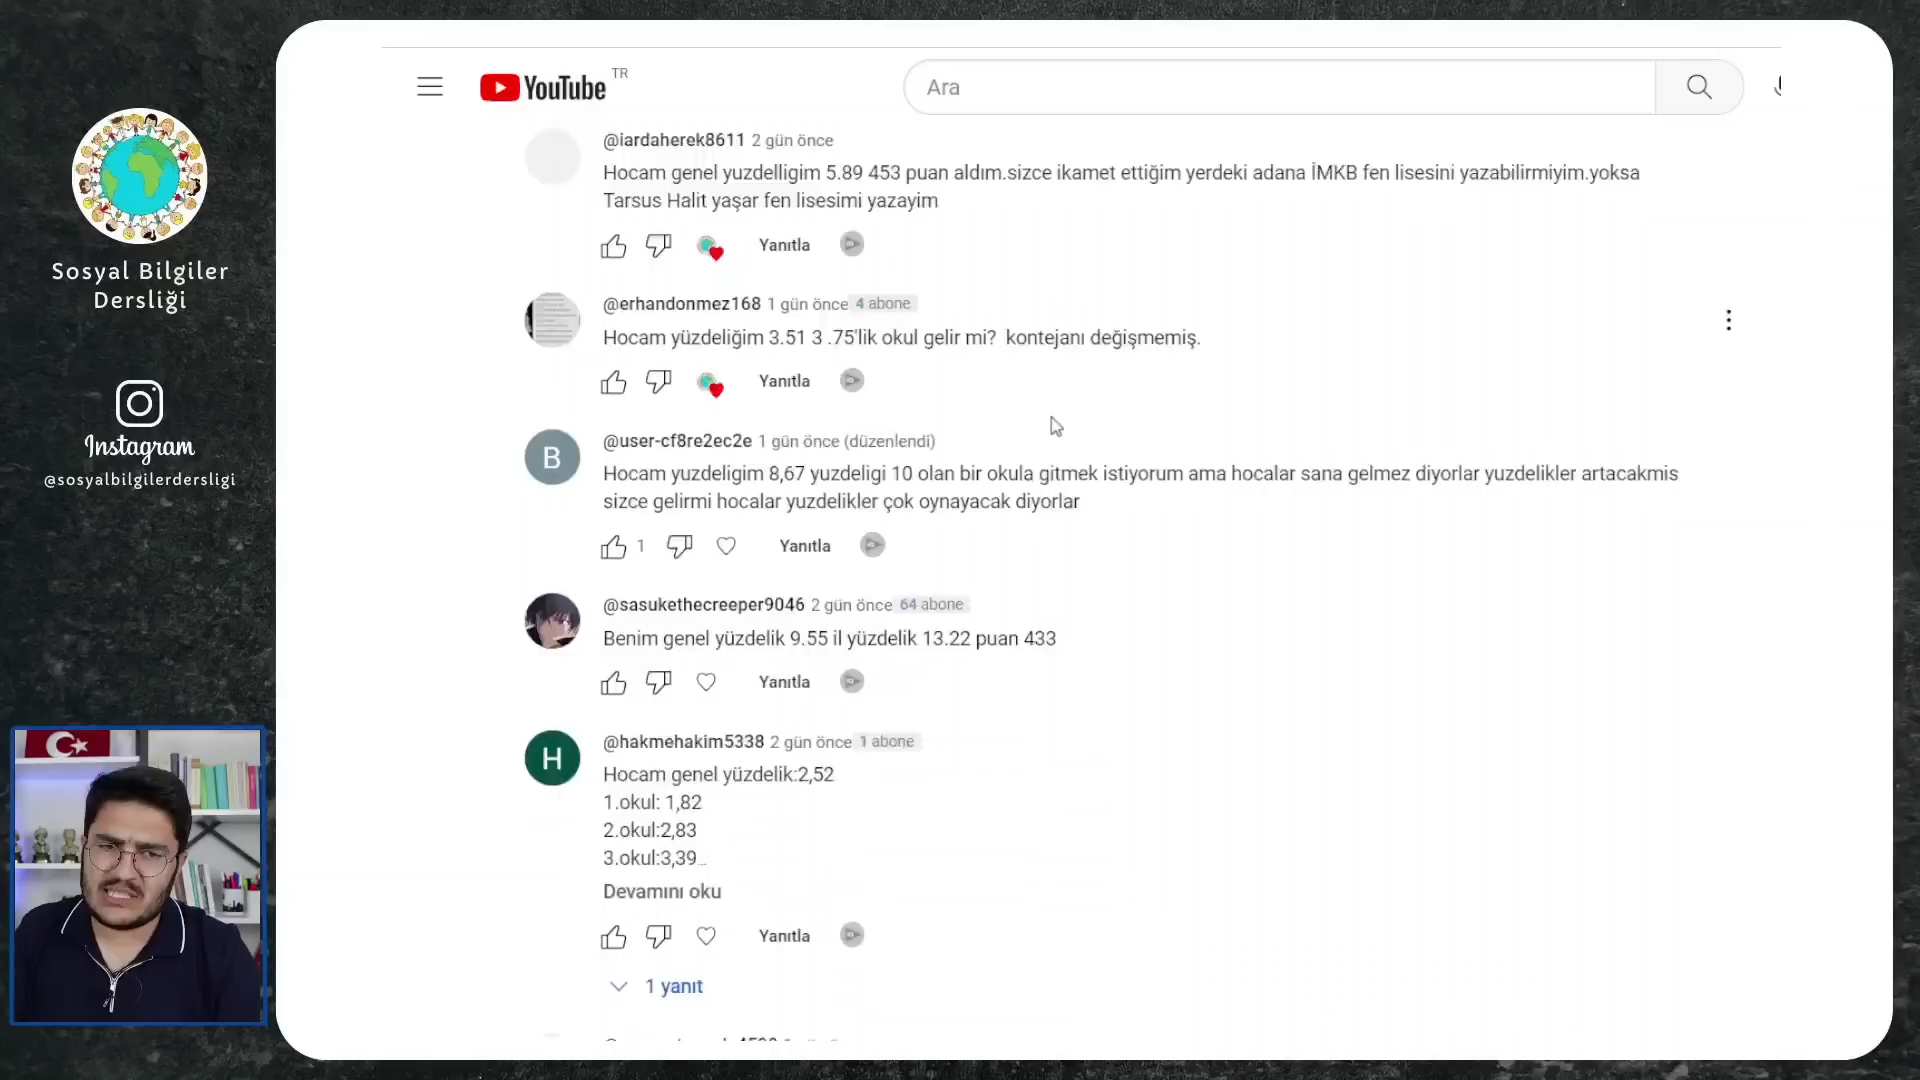 YouTube TR
Ara
Sosyal Bilgiler
Dersliği
Instagram
@sosyalbilgilerdersligi
@iardaherek8611 2 gün önce
Hocam genel yuzdelligim 5.89 453 puan aldım.sizce ikamet ettiğim yerdeki adana İMKB fen lisesini yazabilirmiyim.yoksa
Tarsus Halit yaşar fen lisesimi yazayim
Yanıtla
@erhandonmez168 1 gün önce 4 abone
Hocam yüzdeliğim 3.51 3 .75'lik okul gelir mi? kontejanı değişmemiş.
Yanıtla
B
@user-cf8re2ec2e 1 gün önce (düzenlendi)
Hocam yuzdeligim 8,67 yuzdeligi 10 olan bir okula gitmek istiyorum ama hocalar sana gelmez diyorlar yuzdelikler artacakmis
sizce gelirmi hocalar yuzdelikler çok oynayacak diyorlar
1 Yanıtla
@sasukethecreeper9046 2 gün önce 64 abone
Benim genel yüzdelik 9.55 il yüzdelik 13.22 puan 433
Yanıtla
H
@hakmehakim5338 2 gün önce 1 abone
Hocam genel yüzdelik:2,52
1.okul: 1,82
2.okul:2,83
3.okul:3,39...
Devamını oku
Yanıtla
1 yanıt